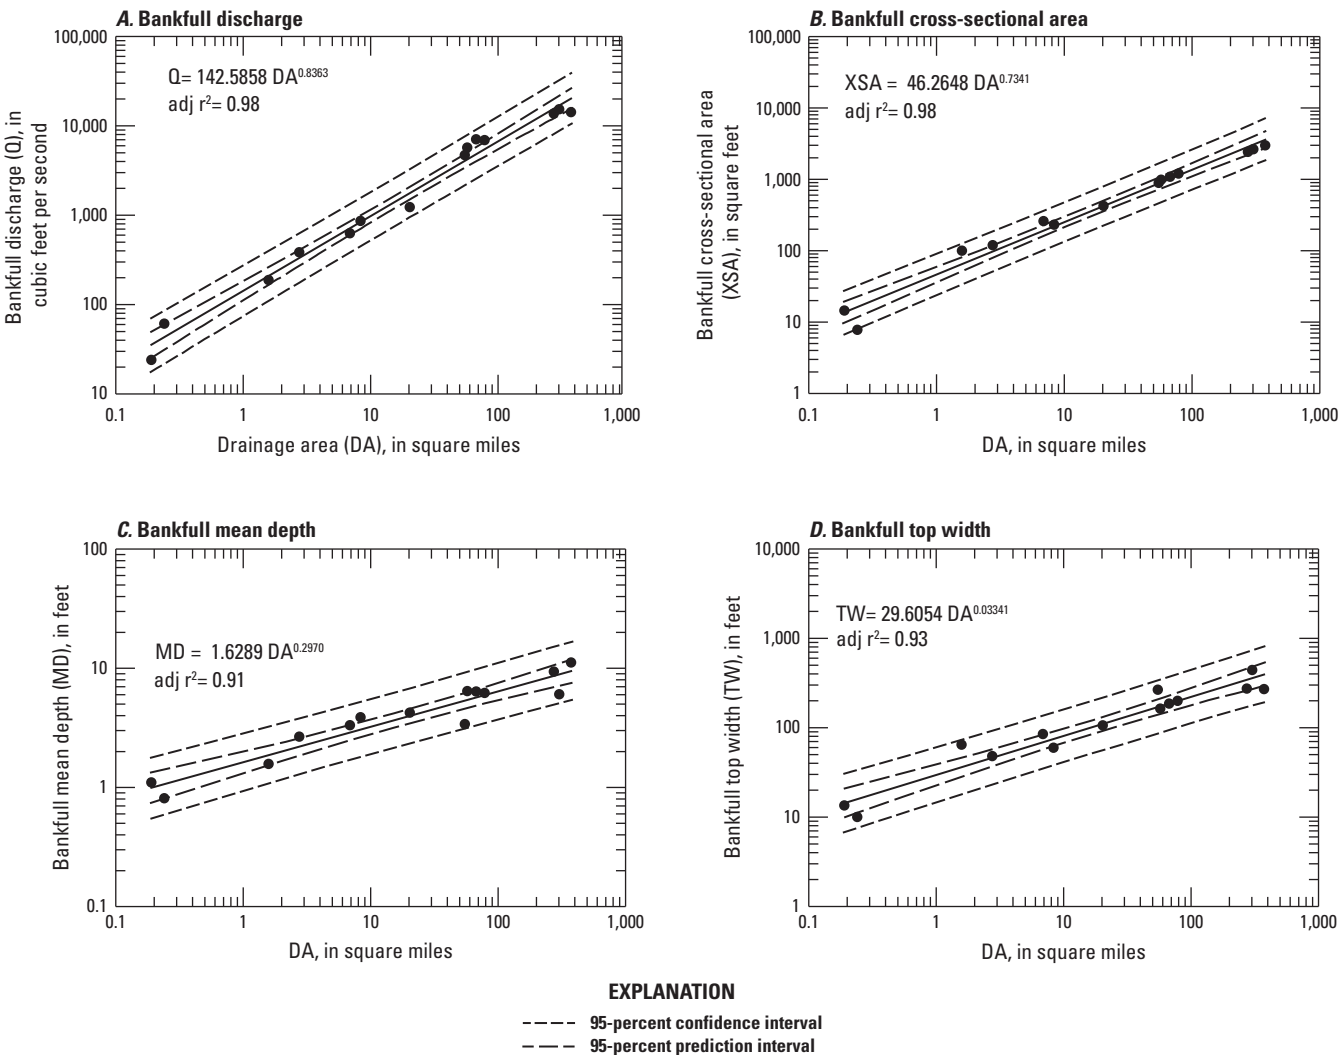 A. Bankfull discharge
Bankfull discharge (Q), in
cubic feet per second
100,000
10,000
1,000
100
10
Q= 142.5858 DA0.8363
adj r2= 0.98
0.1 1 10 100 1,000
Drainage area (DA), in square miles
B. Bankfull cross-sectional area
Bankfull cross-sectional area
(XSA), in square feet
100,000
10,000
1,000
100
10
1
XSA = 46.2648 DA0.7341
adj r2= 0.98
0.1 1 10 100 1,000
DA, in square miles
C. Bankfull mean depth
Bankfull mean depth (MD), in feet
100
10
1
0.1
MD = 1.6289 DA0.2970
adj r2= 0.91
0.1 1 10 100 1,000
DA, in square miles
D. Bankfull top width
Bankfull top width (TW), in feet
10,000
1,000
100
10
1
TW= 29.6054 DA0.03341
adj r2= 0.93
0.1 1 10 100 1,000
DA, in square miles
EXPLANATION
95-percent confidence interval
95-percent prediction interval